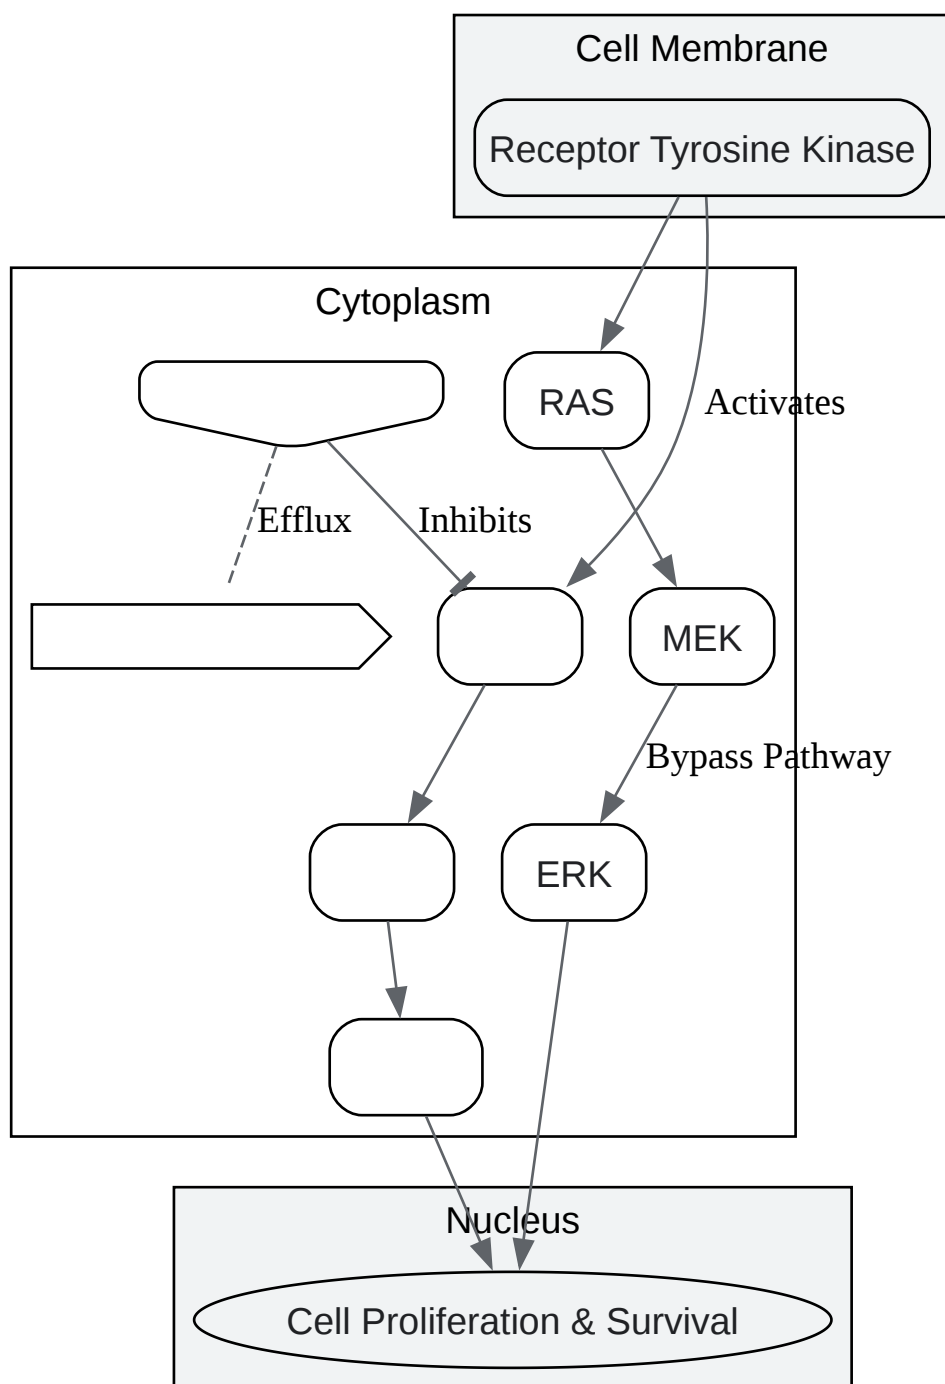 Cell Membrane
Receptor Tyrosine Kinase
Cytoplasm
RAS
Activates
Efflux
Inhibits
MEK
Bypass Pathway
ERK
Nucleus
Cell Proliferation & Survival